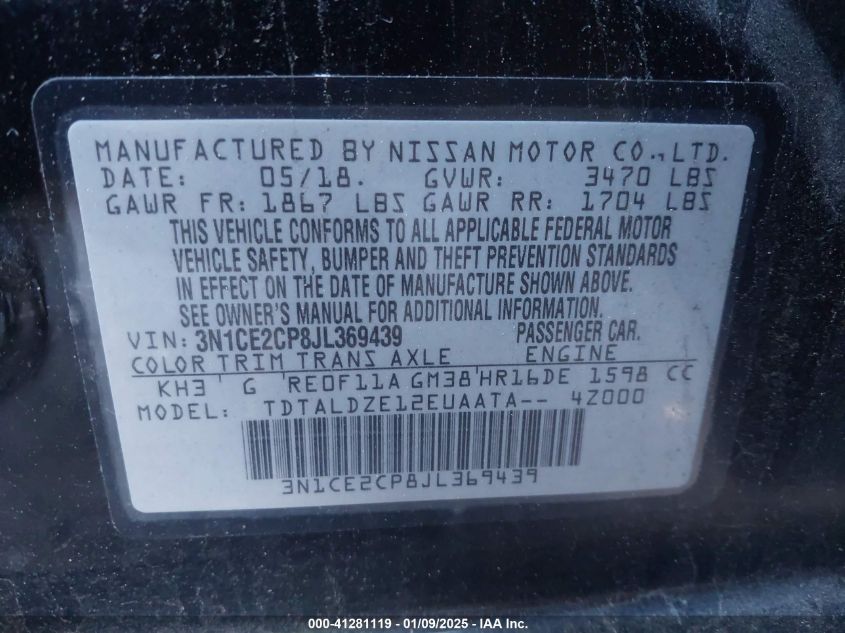 MANUFACTURED BY NISSAN MOTOR CO.,LTD.
DATE: 05/18. GVWR: 3470 LBS
GAWR FR: 1867 LBS GAWR RR: 1704 LBS
THIS VEHICLE CONFORMS TO ALL APPLICABLE FEDERAL MOTOR
VEHICLE SAFETY, BUMPER AND THEFT PREVENTION STANDARDS
IN EFFECT ON THE DATE OF MANUFACTURE SHOWN ABOVE.
SEE OWNER'S MANUAL FOR ADDITIONAL INFORMATION.
VIN: 3N1CE2CP8JL369439 PASSENGER CAR.
COLOR TRIM TRANS AXLE ENGINE
KH3 G RE0F11A GM38 HR16DE 1598 CC
MODEL: TDTALDZE12EUAATA-- 4Z000
3N1CE2CP8JL369439
000-41281119 - 01/09/2025 - IAA Inc.